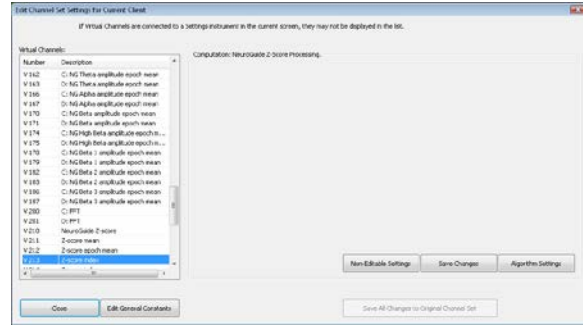 Edit Channel Set Settings for Current Client
If Virtual Channels are connected to a Settings instrument in the current screen, they may not be displayed in the list.
Virtual Channels:
Computation: NeuroGuide Z-Score Processing.
Number Description
V 162 C: NG Theta amplitude epoch mean
V 163 D: NG Theta amplitude epoch mean
V 166 C: NG Alpha amplitude epoch mean
V 167 D: NG Alpha amplitude epoch mean
V 170 C: NG Beta amplitude epoch mean
V 171 D: NG Beta amplitude epoch mean
V 174 C: NG High Beta amplitude epoch m...
V 175 D: NG High Beta amplitude epoch m...
V 178 C: NG Beta 1 amplitude epoch mean
V 179 D: NG Beta 1 amplitude epoch mean
V 182 C: NG Beta 2 amplitude epoch mean
V 183 D: NG Beta 2 amplitude epoch mean
V 186 C: NG Beta 3 amplitude epoch mean
V 187 D: NG Beta 3 amplitude epoch mean
V 200 C: FFT
V 201 D: FFT
V 210 NeuroGuide Z-score
V 211 Z-score mean
V 212 Z-score epoch mean
V 213 Z-score index
Non-Editable Settings Save Changes Algorithm Settings
Close Edit General Constants Save All Changes to Original Channel Set